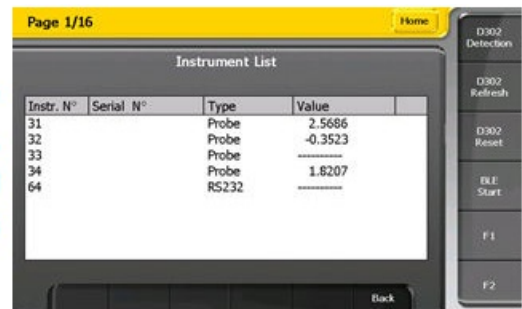 Page 1/16
Home
Instrument List
Instr. N° Serial N° Type Value
31 Probe 2.5686
32 Probe -0.3523
33 Probe ----------
34 Probe 1.8207
64 RS232 ----------
Back
D302
Detection
D302
Refresh
D302
Reset
BLE
Start
F1
F2